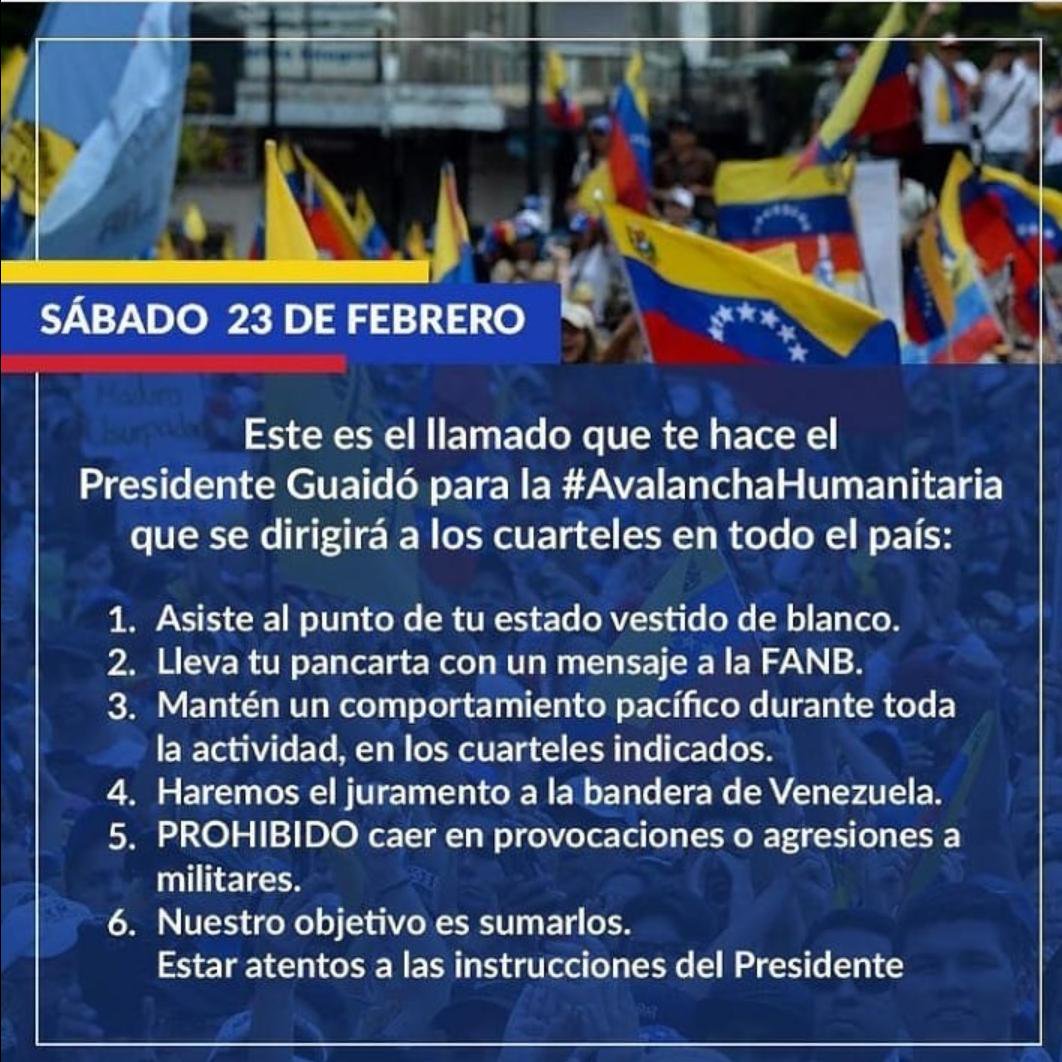 SÁBADO 23 DE FEBRERO
Este es el llamado que te hace el
Presidente Guaidó para la #AvalanchaHumanitaria
que se dirigirá a los cuarteles en todo el país:
1. Asiste al punto de tu estado vestido de blanco.
2. Lleva tu pancarta con un mensaje a la FANB.
3. Mantén un comportamiento pacífico durante toda
la actividad, en los cuarteles indicados.
4. Haremos el juramento a la bandera de Venezuela.
5. PROHIBIDO caer en provocaciones o agresiones a
militares.
6. Nuestro objetivo es sumarlos.
Estar atentos a las instrucciones del Presidente